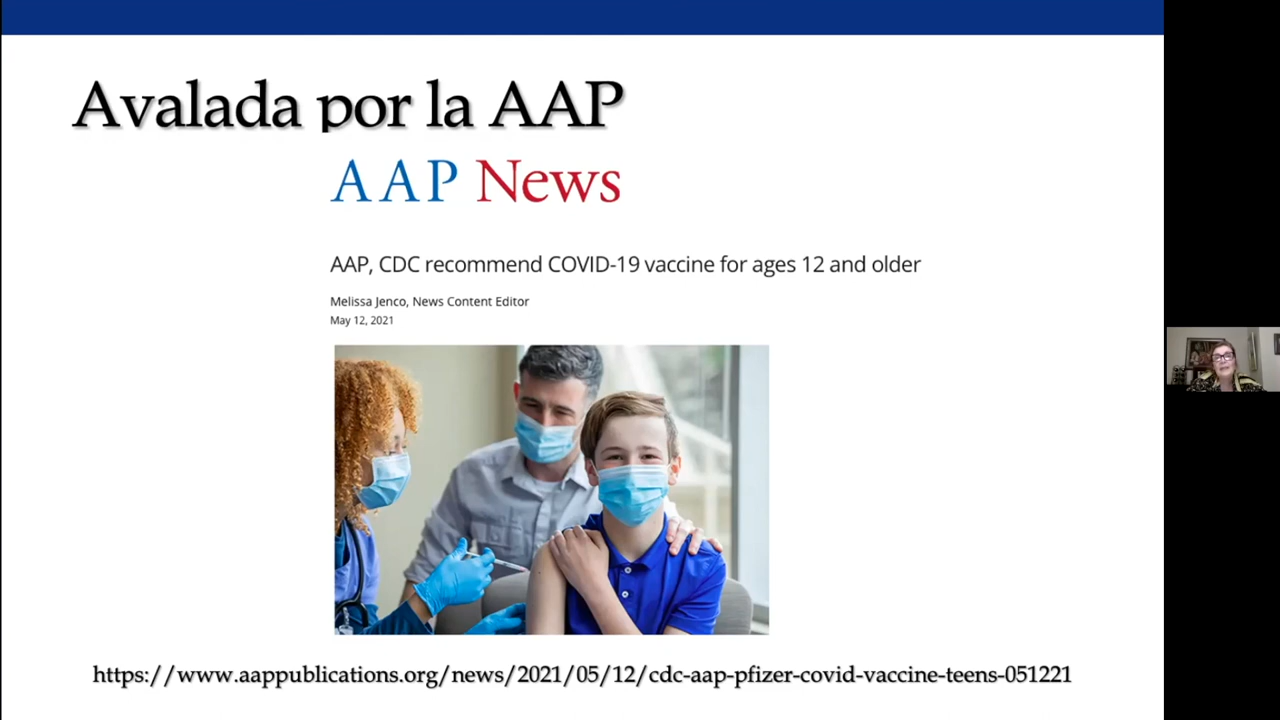 Avalada por la AAP
AAP News
AAP, CDC recommend COVID-19 vaccine for ages 12 and older
Melissa Jenco, News Content Editor
May 12, 2021
https://www.aappublications.org/news/2021/05/12/cdc-aap-pfizer-covid-vaccine-teens-051221